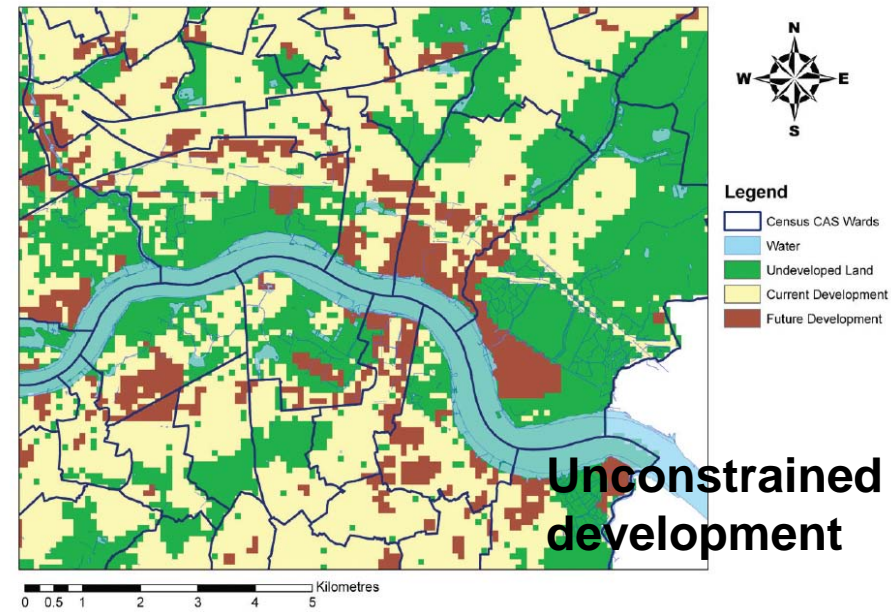 N
W E
S
Legend
Census CAS Wards
Water
Undeveloped Land
Current Development
Future Development
Unconstrained
development
Kilometres
0 0.5 1 2 3 4 5